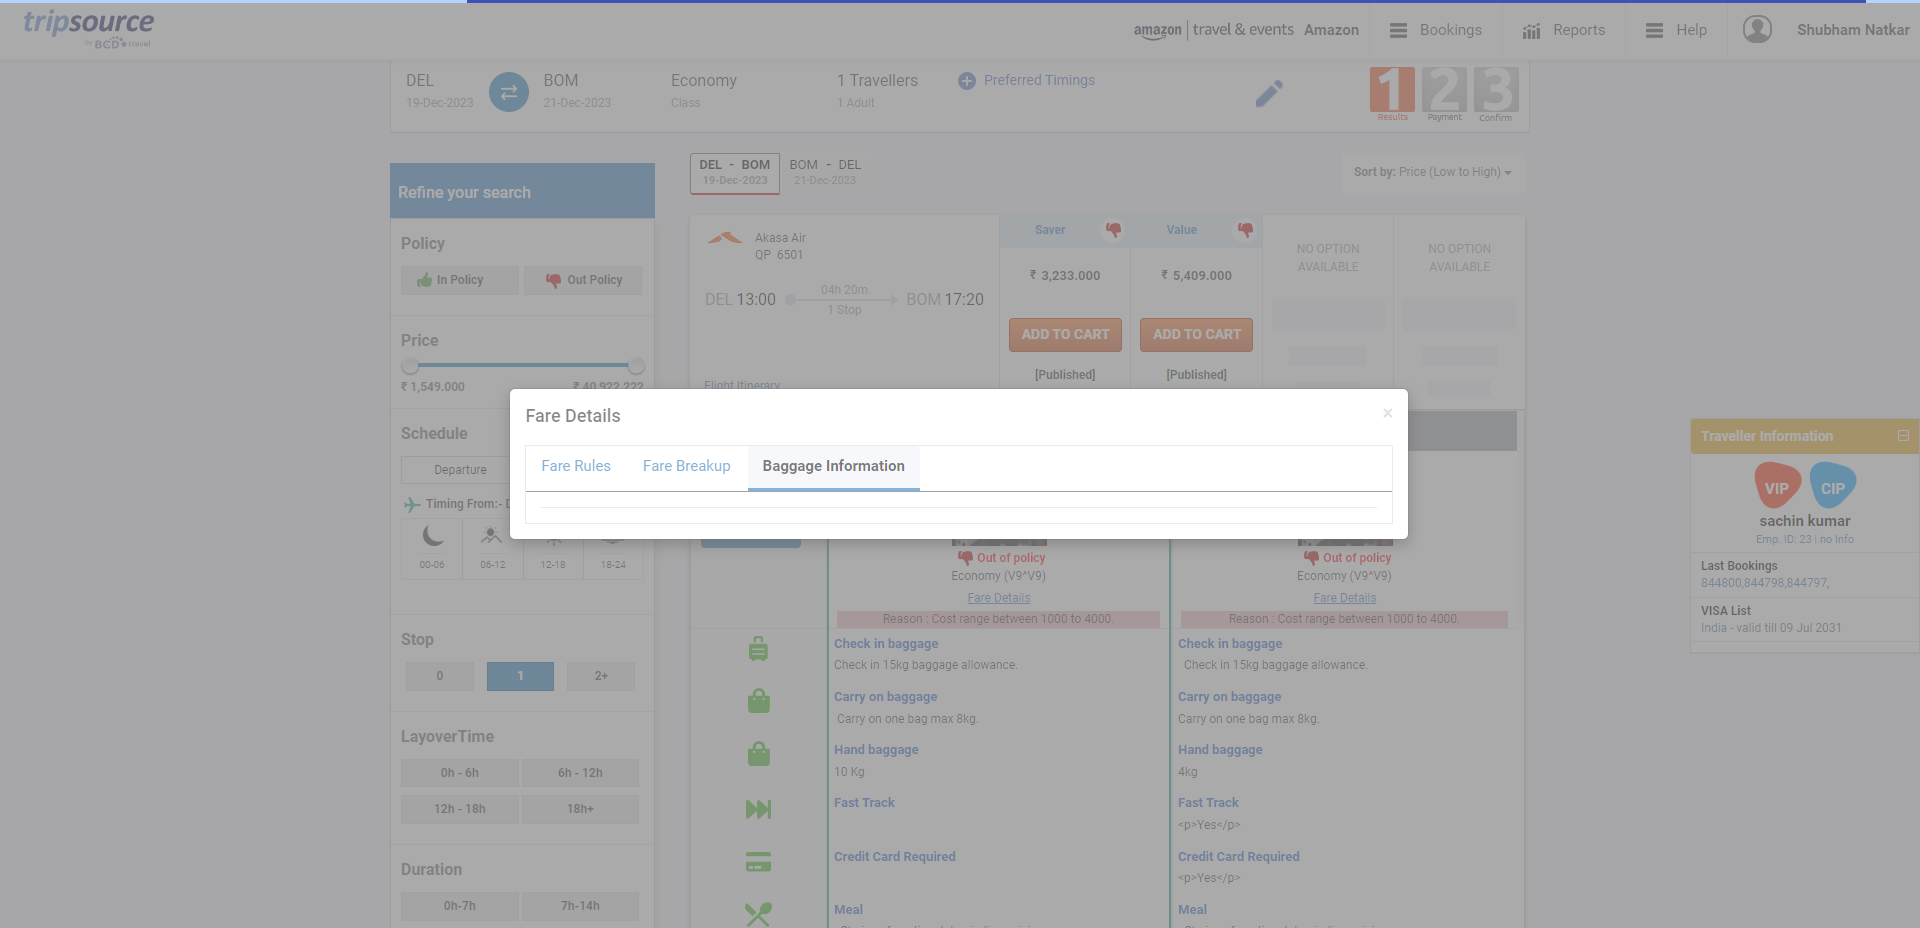 tripsource
BY BCD travel
amazon | travel & events Amazon
Bookings
Reports
Help
Shubham Natkar
DEL
19-Dec-2023
BOM
21-Dec-2023
Economy
Class
1 Travellers
1 Adult
Preferred Timings
1 2 3
Results Payment Confirm
DEL - BOM
19-Dec-2023
BOM - DEL
21-Dec-2023
Sort by: Price (Low to High)
Refine your search
Policy
In Policy
Out Policy
Price
₹ 1,549.000
₹ 40,922.222
Schedule
Departure
Timing From:-
00-06
06-12
12-18
18-24
Stop
0
1
2+
LayoverTime
0h - 6h
6h - 12h
12h - 18h
18h+
Duration
0h-7h
7h-14h
Akasa Air
QP 6501
DEL 13:00
04h 20m
1 Stop
BOM 17:20
Flight Itinerary
Saver
₹ 3,233.000
ADD TO CART
[Published]
Value
₹ 5,409.000
ADD TO CART
[Published]
NO OPTION
AVAILABLE
NO OPTION
AVAILABLE
Fare Details
×
Fare Rules
Fare Breakup
Baggage Information
Out of policy
Economy (V9^V9)
Fare Details
Reason : Cost range between 1000 to 4000.
Out of policy
Economy (V9^V9)
Fare Details
Reason : Cost range between 1000 to 4000.
Check in baggage
Check in 15kg baggage allowance.
Check in baggage
Check in 15kg baggage allowance.
Carry on baggage
Carry on one bag max 8kg.
Carry on baggage
Carry on one bag max 8kg.
Hand baggage
10 Kg
Hand baggage
4kg
Fast Track
Fast Track
<p>Yes</p>
Credit Card Required
Credit Card Required
<p>Yes</p>
Meal
Meal
Traveller Information
VIP
CIP
sachin kumar
Emp. ID: 23 | no Info
Last Bookings
844800,844798,844797,
VISA List
India - valid till 09 Jul 2031